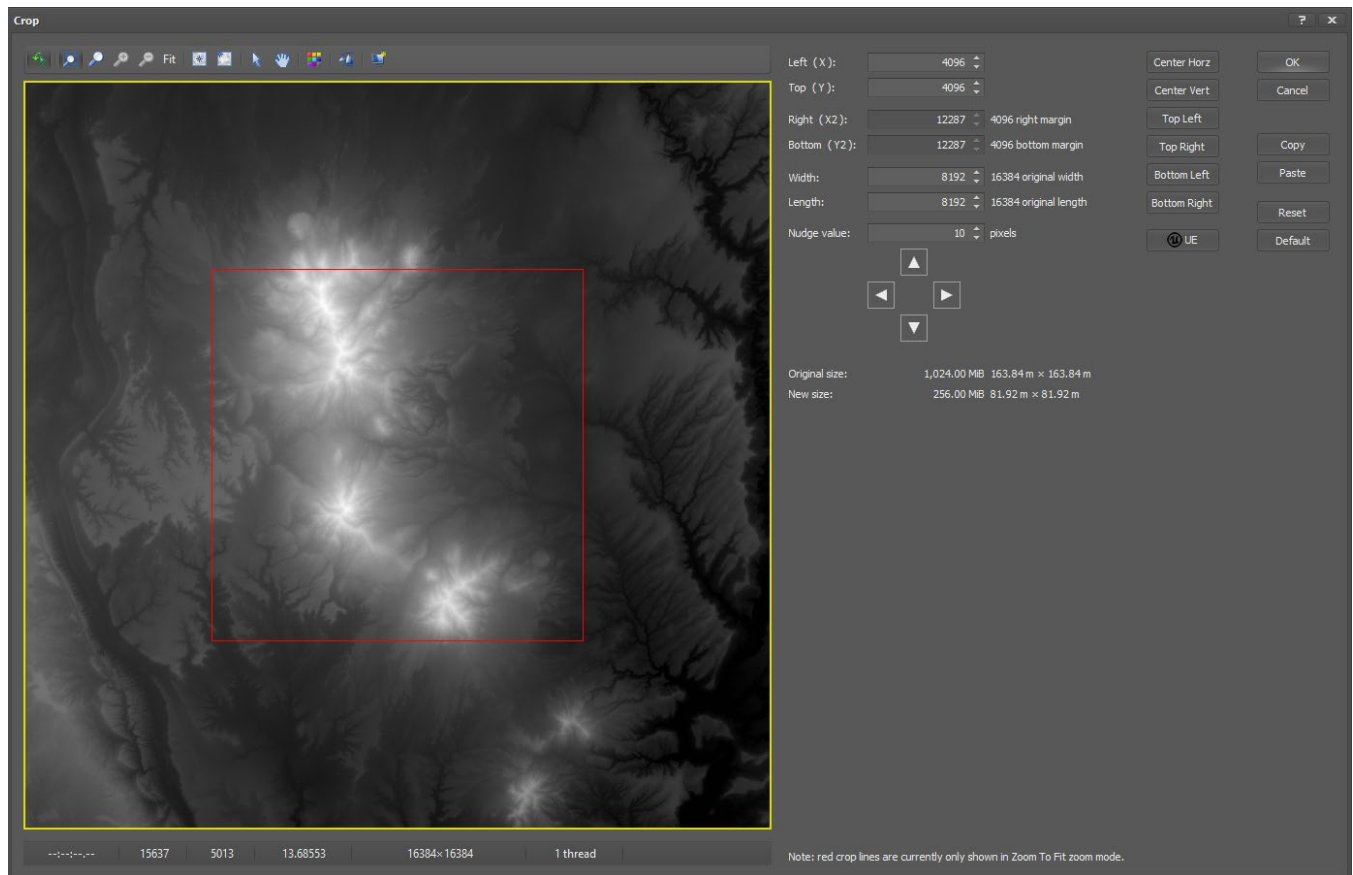 Crop
? x
Fit
Left (X): 4096
Top (Y): 4096
Right (X2): 12287 4096 right margin
Bottom (Y2): 12287 4096 bottom margin
Width: 8192 16384 original width
Length: 8192 16384 original length
Nudge value: 10 pixels
Center Horz
Center Vert
Top Left
Top Right
Bottom Left
Bottom Right
UE
OK
Cancel
Copy
Paste
Reset
Default
Original size: 1,024.00 MiB 163.84 m × 163.84 m
New size: 256.00 MiB 81.92 m × 81.92 m
--:--:--.-- 15637 5013 13.68553 16384×16384 1 thread
Note: red crop lines are currently only shown in Zoom To Fit zoom mode.